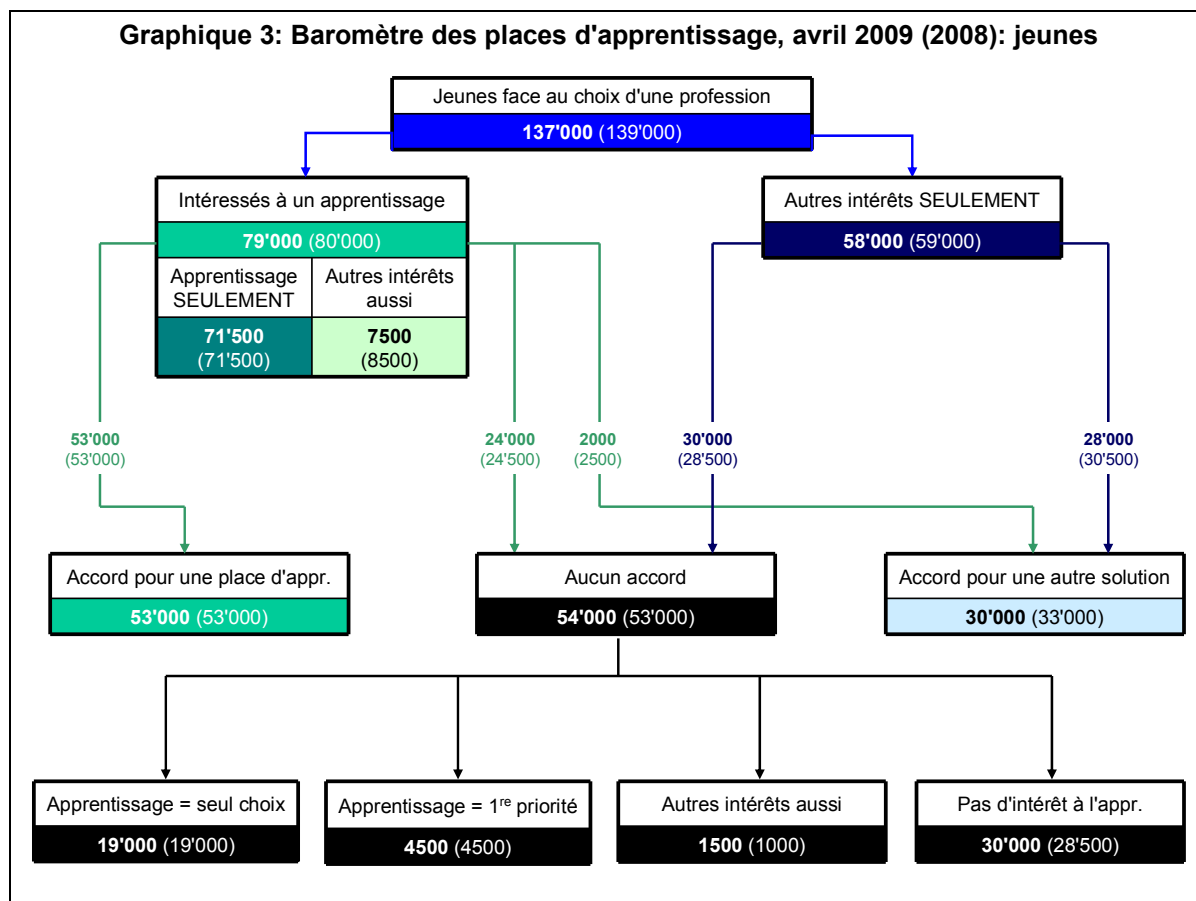 Graphique 3: Baromètre des places d'apprentissage, avril 2009 (2008): jeunes
Jeunes face au choix d'une profession
137'000 (139'000)
Intéressés à un apprentissage
79'000 (80'000)
Apprentissage
SEULEMENT
71'500
(71'500)
Autres intérêts
aussi
7500
(8500)
Autres intérêts SEULEMENT
58'000 (59'000)
53'000
(53'000)
24'000
(24'500)
2000
(2500)
30'000
(28'500)
28'000
(30'500)
Accord pour une place d'appr.
53'000 (53'000)
Aucun accord
54'000 (53'000)
Accord pour une autre solution
30'000 (33'000)
Apprentissage = seul choix
19'000 (19'000)
Apprentissage = 1re priorité
4500 (4500)
Autres intérêts aussi
1500 (1000)
Pas d'intérêt à l'appr.
30'000 (28'500)